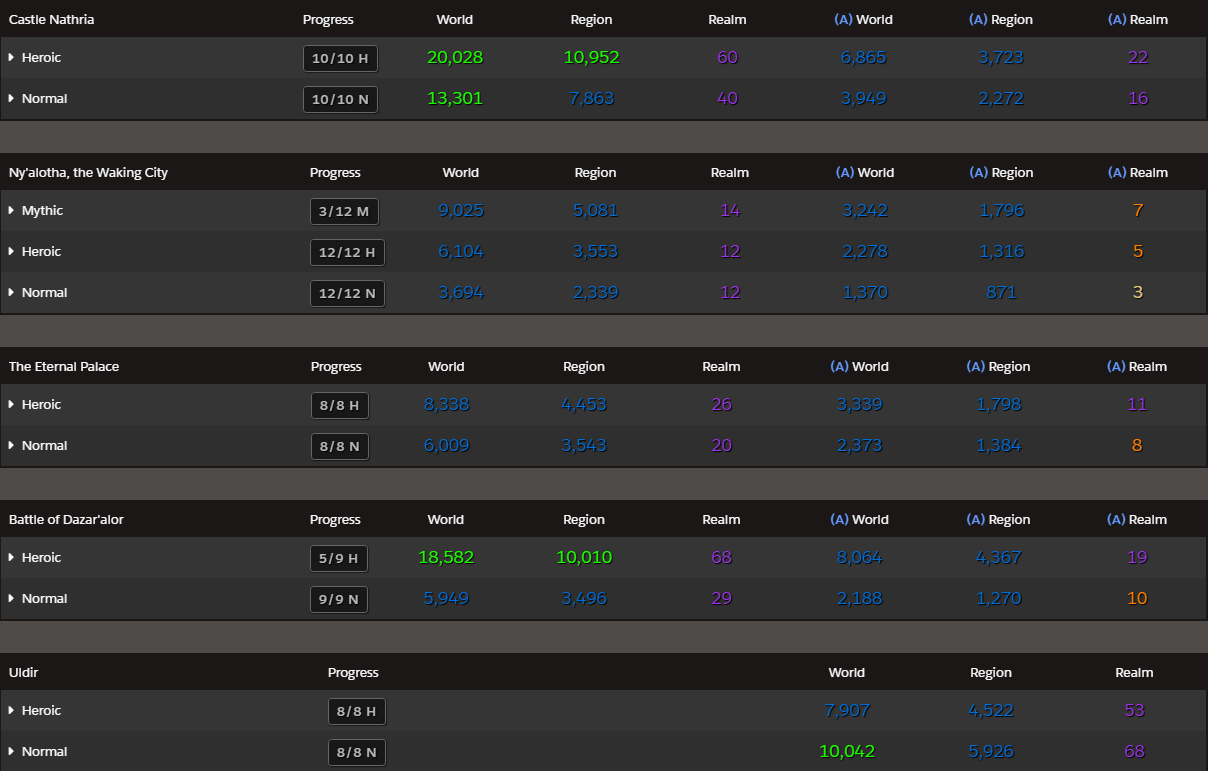 Castle Nathria Progress World Region Realm (A) World (A) Region (A) Realm
Heroic 10/10 H 20,028 10,952 60 6,865 3,723 22
Normal 10/10 N 13,301 7,863 40 3,949 2,272 16
Ny'alotha, the Waking City Progress World Region Realm (A) World (A) Region (A) Realm
Mythic 3/12 M 9,025 5,081 14 3,242 1,796 7
Heroic 12/12 H 6,104 3,553 12 2,278 1,316 5
Normal 12/12 N 3,694 2,339 12 1,370 871 3
The Eternal Palace Progress World Region Realm (A) World (A) Region (A) Realm
Heroic 8/8 H 8,338 4,453 26 3,339 1,798 11
Normal 8/8 N 6,009 3,543 20 2,373 1,384 8
Battle of Dazar'alor Progress World Region Realm (A) World (A) Region (A) Realm
Heroic 5/9 H 18,582 10,010 68 8,064 4,367 19
Normal 9/9 N 5,949 3,496 29 2,188 1,270 10
Uldir Progress World Region Realm
Heroic 8/8 H 7,907 4,522 53
Normal 8/8 N 10,042 5,926 68